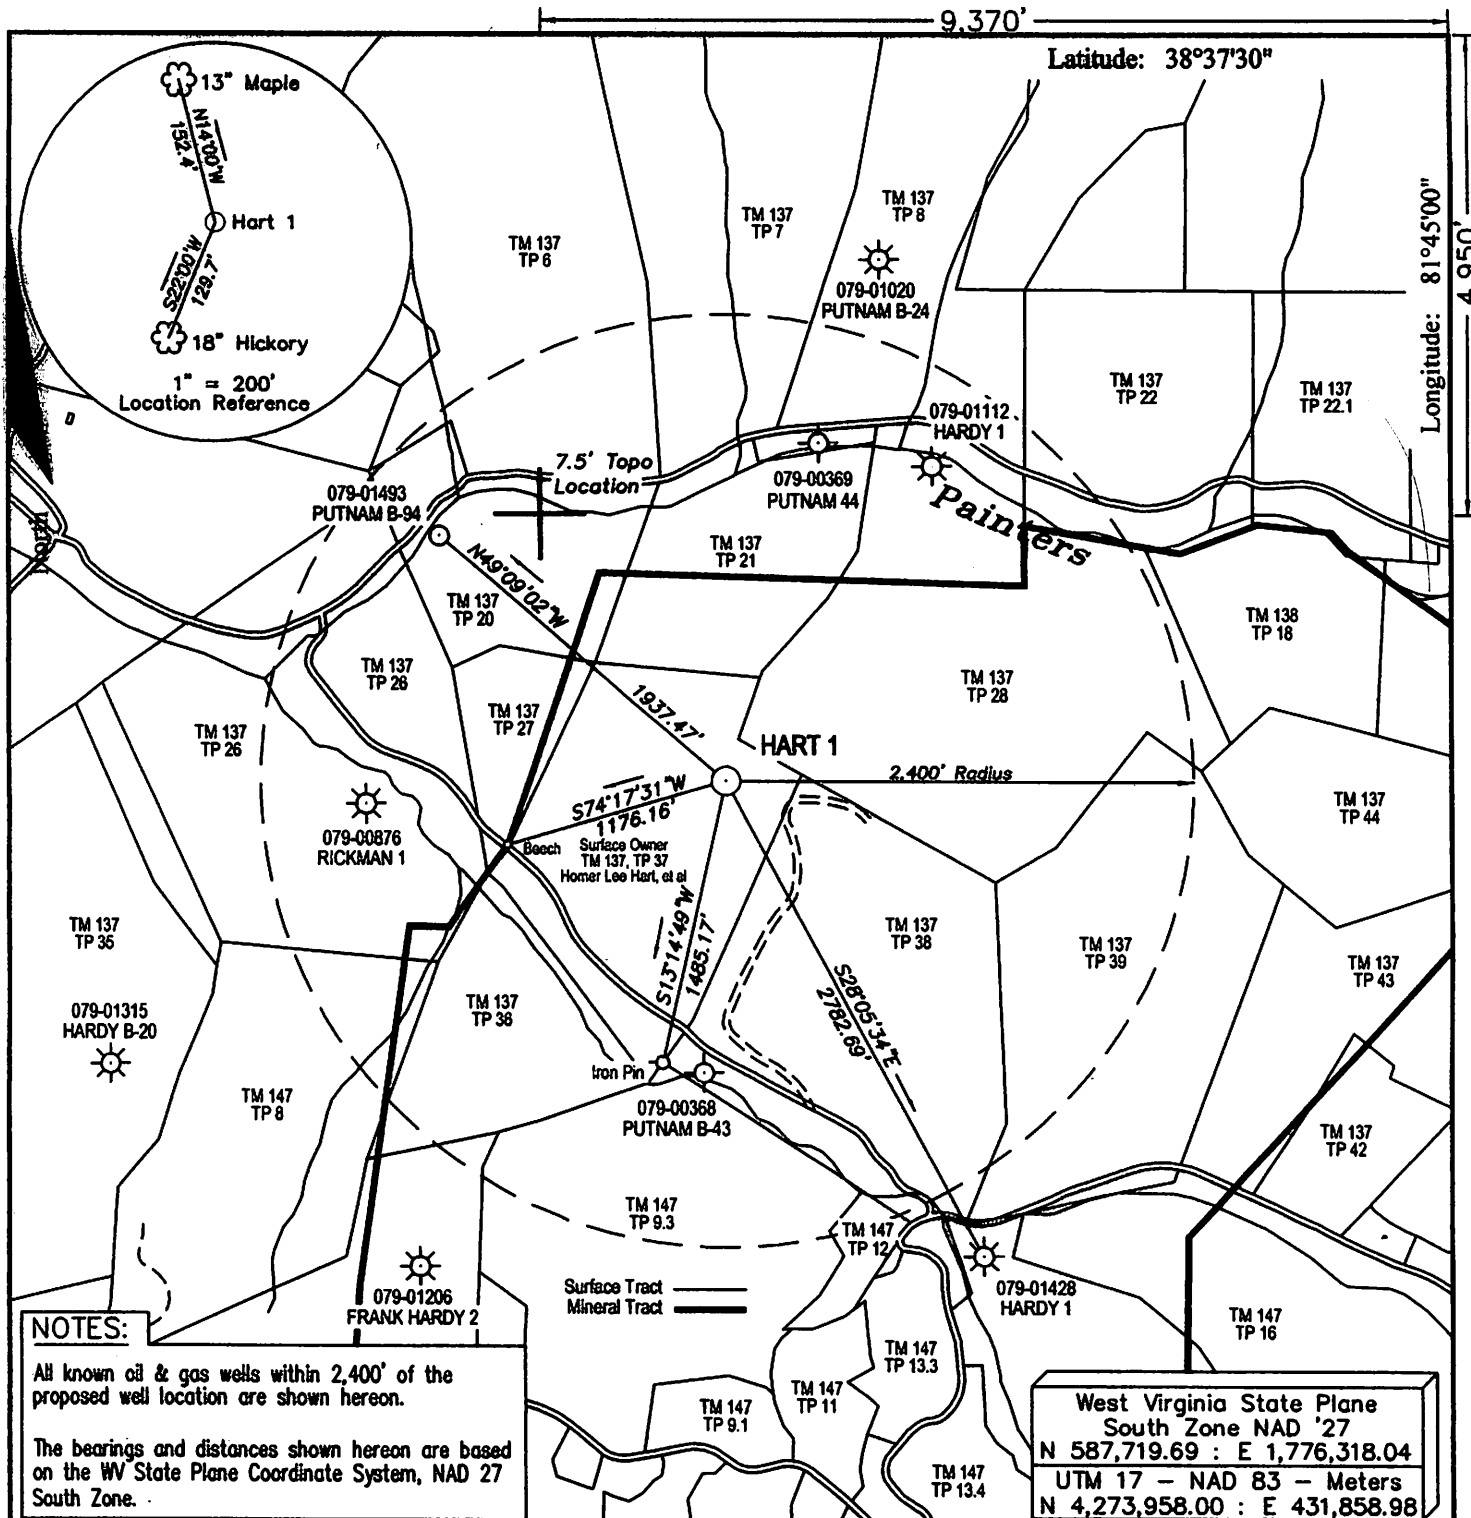 9,370'
Latitude: 38°37'30"
Longitude: 81°45'00"
4,950'
13" Maple
N14°00'W
152.4'
Hart 1
S22°00'W
129.7'
18" Hickory
1" = 200'
Location Reference
North
TM 137
TP 6
TM 137
TP 7
TM 137
TP 8
079-01020
PUTNAM B-24
TM 137
TP 22
TM 137
TP 22.1
079-01112
HARDY 1
079-00369
PUTNAM 44
7.5' Topo
Location
079-01493
PUTNAM B-94
Painters
N49°09'02"W
1937.47'
TM 137
TP 21
TM 137
TP 20
TM 138
TP 18
TM 137
TP 28
TM 137
TP 28
TM 137
TP 27
TM 137
TP 26
HART 1
2,400' Radius
S74°17'31"W
1176.16'
Beech
Surface Owner
TM 137, TP 37
Homer Lee Hart, et al
079-00876
RICKMAN 1
TM 137
TP 44
TM 137
TP 35
TM 137
TP 38
TM 137
TP 39
TM 137
TP 43
S13°14'49"W
1485.17'
S28°05'34"E
2782.69'
TM 137
TP 36
079-01315
HARDY B-20
Iron Pin
079-00368
PUTNAM B-43
TM 147
TP 8
TM 137
TP 42
TM 147
TP 9.3
TM 147
TP 12
079-01206
FRANK HARDY 2
Surface Tract
Mineral Tract
079-01428
HARDY 1
TM 147
TP 16
TM 147
TP 13.3
TM 147
TP 11
TM 147
TP 9.1
TM 147
TP 13.4
NOTES:
All known oil & gas wells within 2,400' of the
proposed well location are shown hereon.
The bearings and distances shown hereon are based
on the WV State Plane Coordinate System, NAD 27
South Zone.
West Virginia State Plane
South Zone NAD '27
N 587,719.69 : E 1,776,318.04
UTM 17 - NAD 83 - Meters
N 4,273,958.00 : E 431,858.98